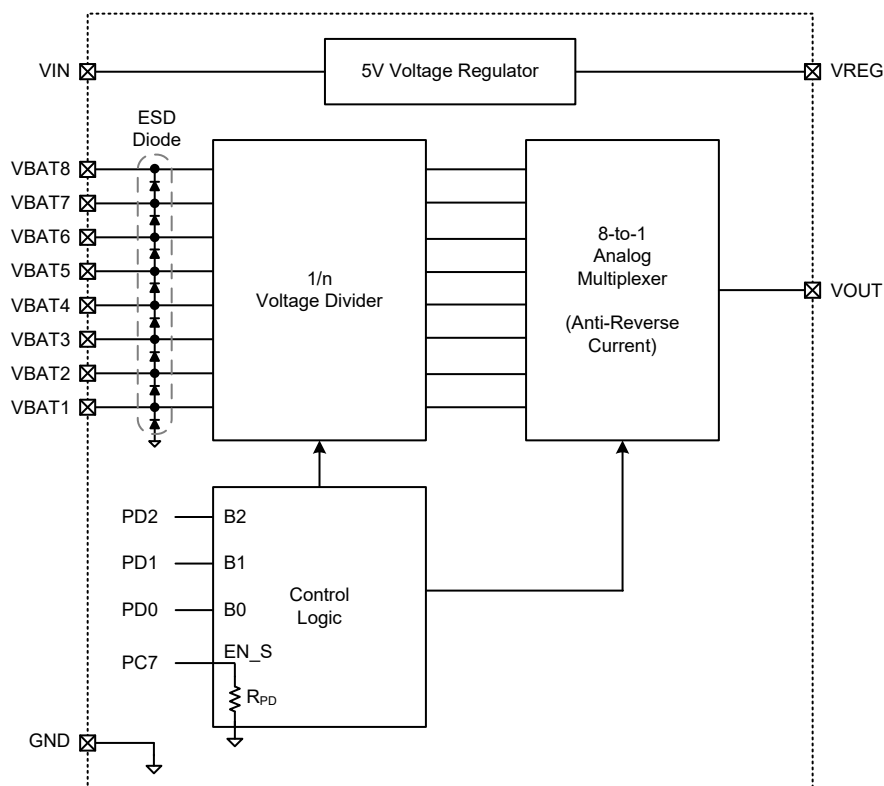 VIN
5V Voltage Regulator
VREG
ESD
Diode
VBAT8
VBAT7
VBAT6
VBAT5
VBAT4
VBAT3
VBAT2
VBAT1
1/n
Voltage Divider
8-to-1
Analog
Multiplexer
(Anti-Reverse
Current)
VOUT
PD2
B2
PD1
B1
PD0
B0
Control
Logic
PC7
EN_S
RPD
GND